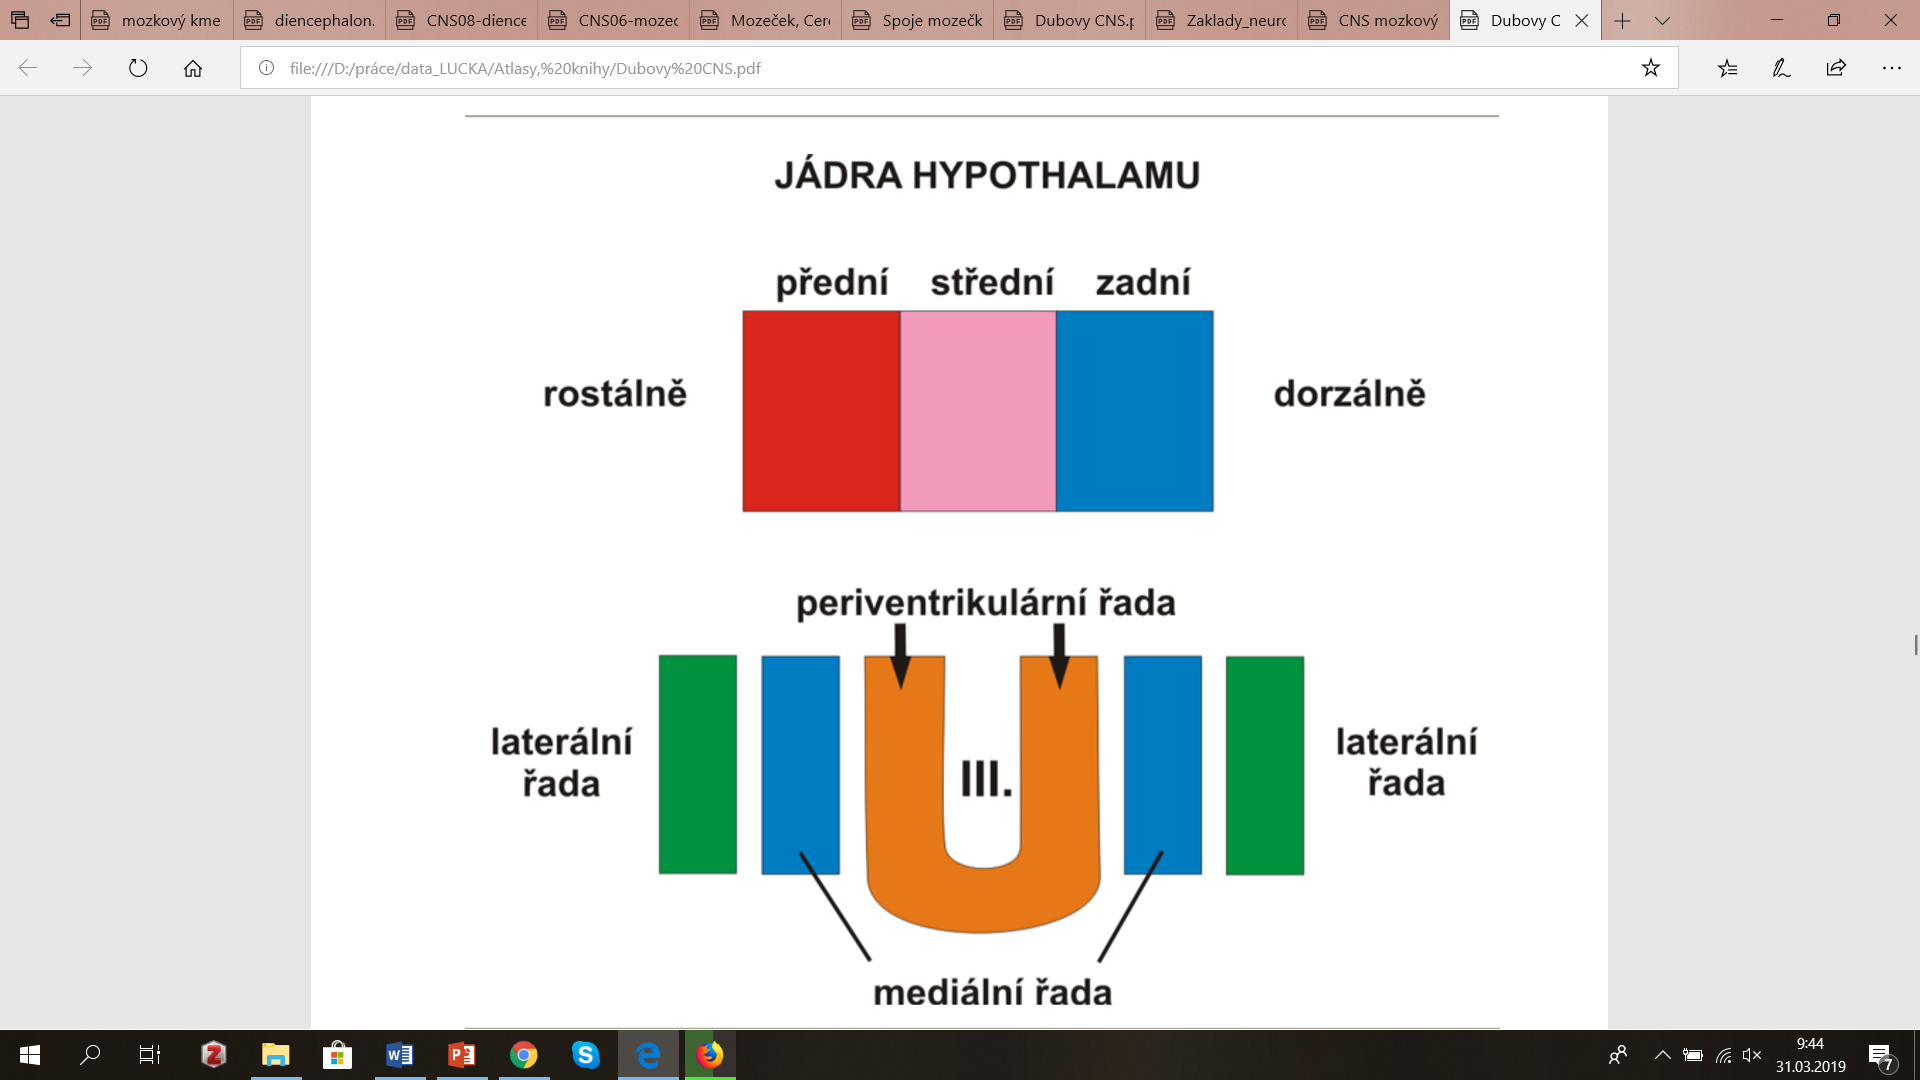 mozkový kme
diencephalon.
CNS08-dience
CNS06-mozec
Mozeček, Cere
Spoje mozečk
Dubovy CNS.p
Zaklady_neuro
CNS mozkový
Dubovy C
file:///D:/práce/data_LUCKA/Atlasy,%20knihy/Dubovy%20CNS.pdf
JÁDRA HYPOTHALAMU
přední střední zadní
rostálně
dorzálně
periventrikulární řada
laterální
řada
III.
laterální
řada
mediální řada
9:44
31.03.2019
7